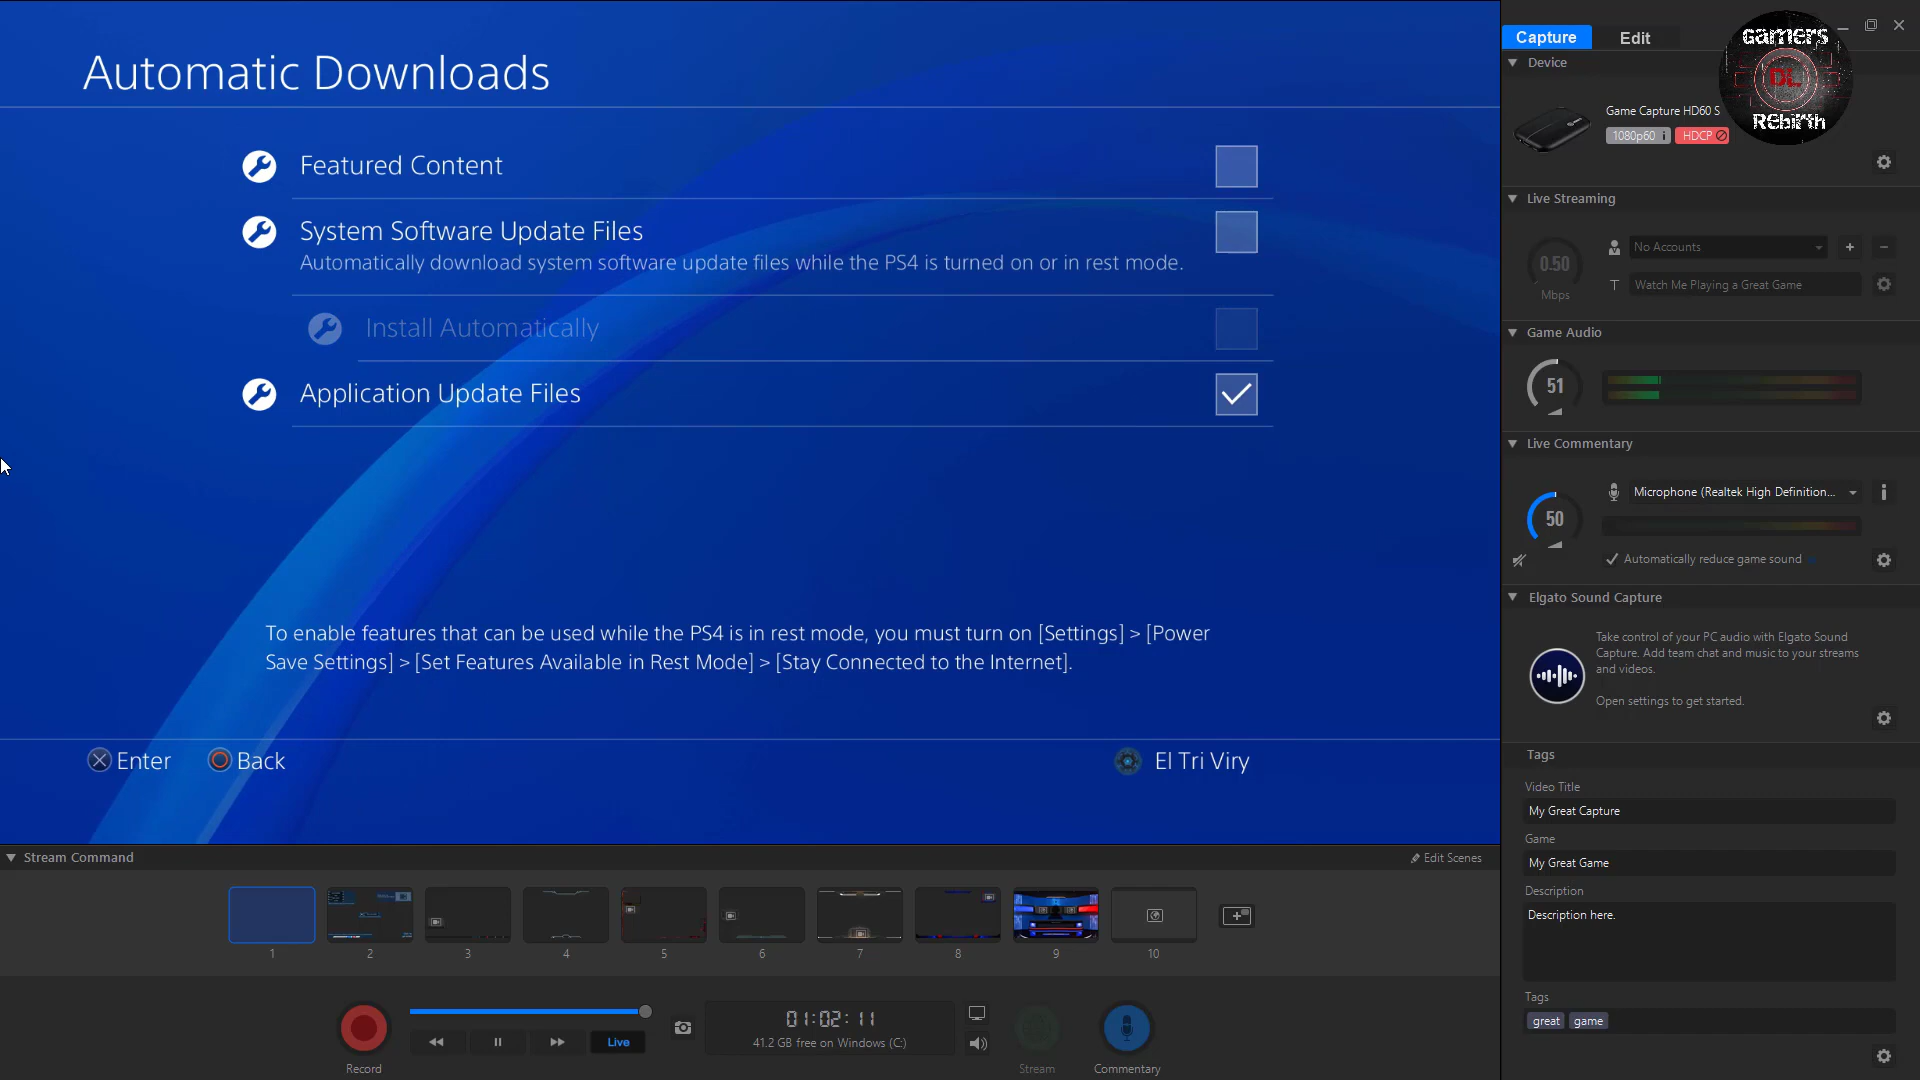 Automatic Downloads
Featured Content
System Software Update Files
Automatically download system software update files while the PS4 is turned on or in rest mode.
Install Automatically
Application Update Files
To enable features that can be used while the PS4 is in rest mode, you must turn on [Settings] > [Power
Save Settings] > [Set Features Available in Rest Mode] > [Stay Connected to the Internet].
Enter
Back
El Tri Viry
Capture
Edit
GAMERS
DL
REbiRTH
Device
Game Capture HD60 S
1080p60 i
HDCP
Live Streaming
0.50
Mbps
No Accounts
T
Watch Me Playing a Great Game
Game Audio
51
Live Commentary
50
Microphone (Realtek High Definition...
Automatically reduce game sound
Elgato Sound Capture
Take control of your PC audio with Elgato Sound
Capture. Add team chat and music to your streams
and videos.
Open settings to get started.
Tags
Video Title
My Great Capture
Game
My Great Game
Description
Description here.
Tags
great
game
Stream Command
Edit Scenes
1
2
3
4
5
6
7
8
9
10
Record
Live
01:02:11
41.2 GB free on Windows (C:)
Stream
Commentary